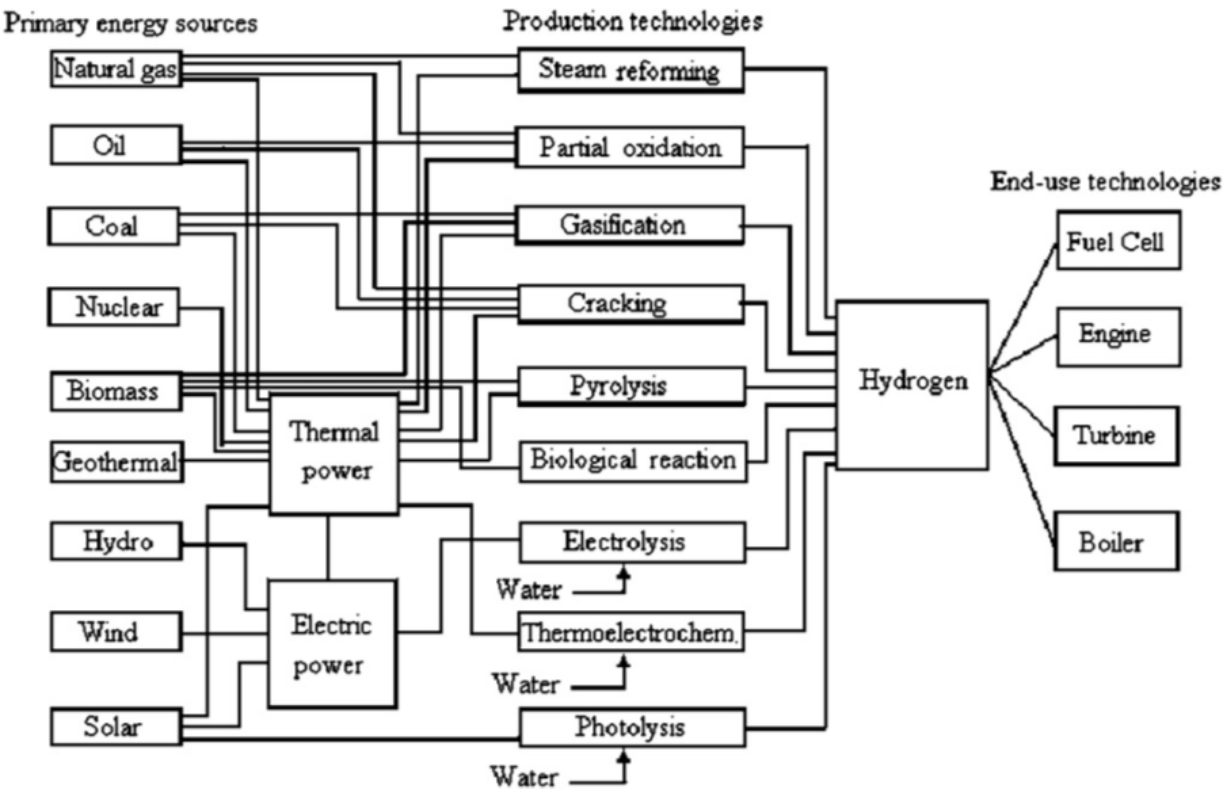 Primary energy sources
Production technologies
Natural gas
Steam reforming
Oil
Partial oxidation
End-use technologies
Coal
Gasification
Fuel Cell
Nuclear
Cracking
Engine
Biomass
Pyrolysis
Hydrogen
Thermal
power
Turbine
Geothermal
Biological reaction
Hydro
Electrolysis
Boiler
Water
Wind
Electric
power
Thermoelectrochem.
Water
Solar
Photolysis
Water